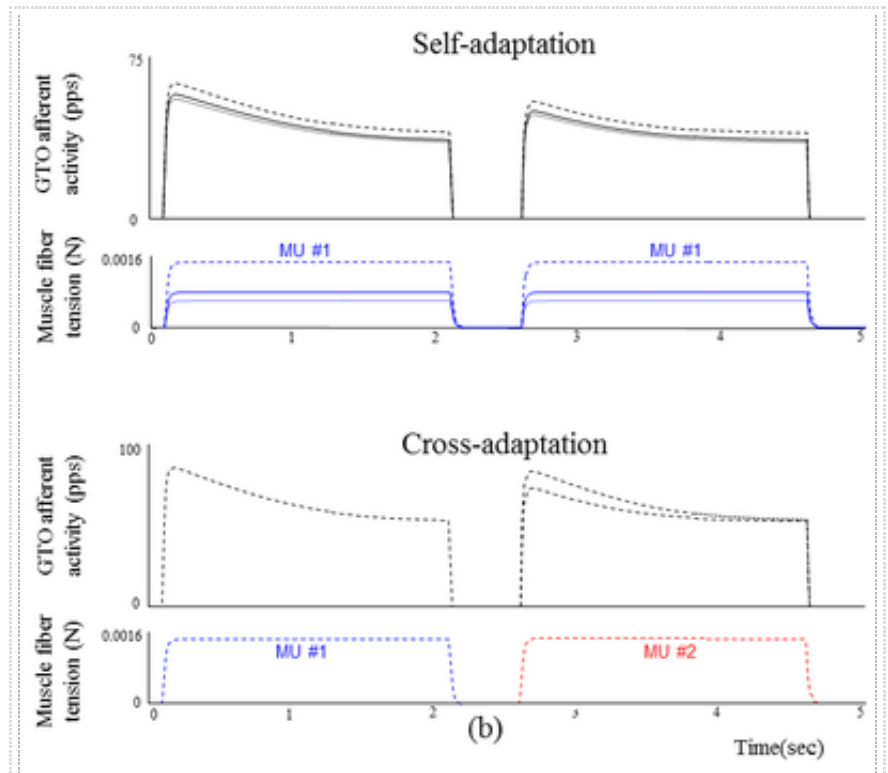 Self-adaptation
75
GTO afferent
activity (pps)
0
MU #1
MU #1
0.0016
Muscle fiber
tension (N)
0
0 1 2 3 4 5
Cross-adaptation
100
GTO afferent
activity (pps)
0
0.0016
MU #1
MU #2
Muscle fiber
tension (N)
0
0 1 2 3 4 5
(b)
Time(sec)